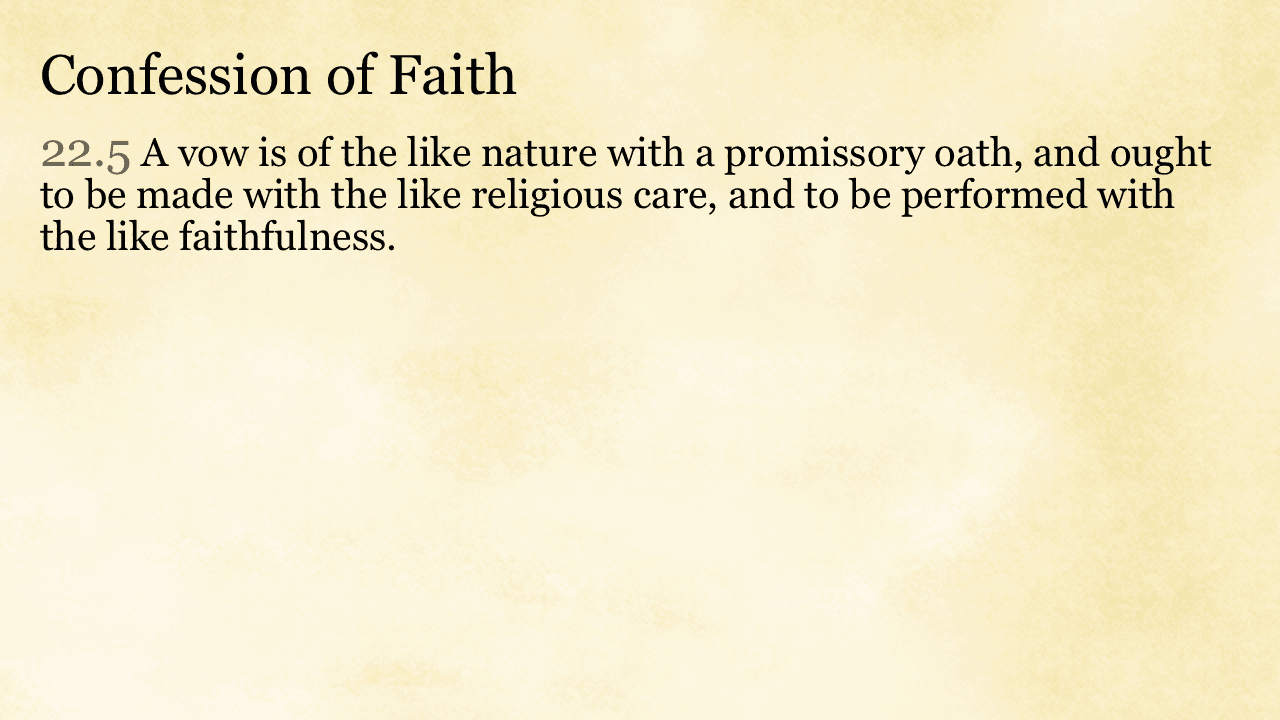 Confession of Faith
22.5 A vow is of the like nature with a promissory oath, and ought
to be made with the like religious care, and to be performed with
the like faithfulness.